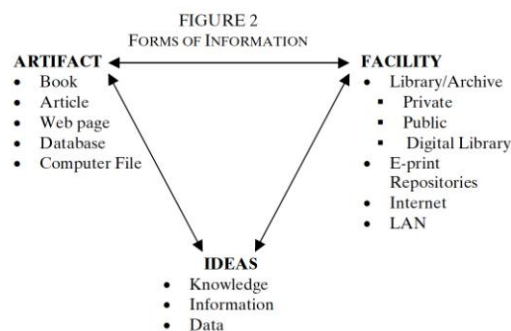 FIGURE 2
FORMS OF INFORMATION
ARTIFACT
• Book
• Article
• Web page
• Database
• Computer File
FACILITY
• Library/Archive
▪ Private
▪ Public
▪ Digital Library
• E-print
Repositories
• Internet
• LAN
IDEAS
• Knowledge
• Information
• Data